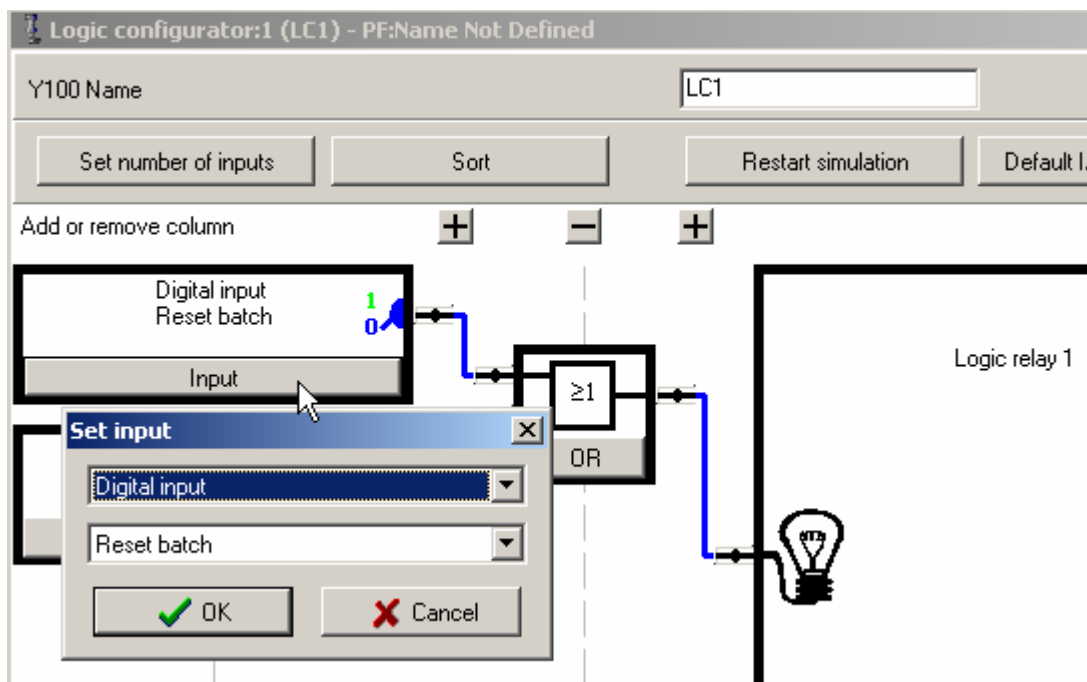 Logic configurator:1 (LC1) - PF:Name Not Defined
Y100 Name
LC1
Set number of inputs
Sort
Restart simulation
Default I.
Add or remove column
Digital input
Reset batch
1
0
Input
≥1
OR
Logic relay 1
Set input
Digital input
Reset batch
OK
Cancel